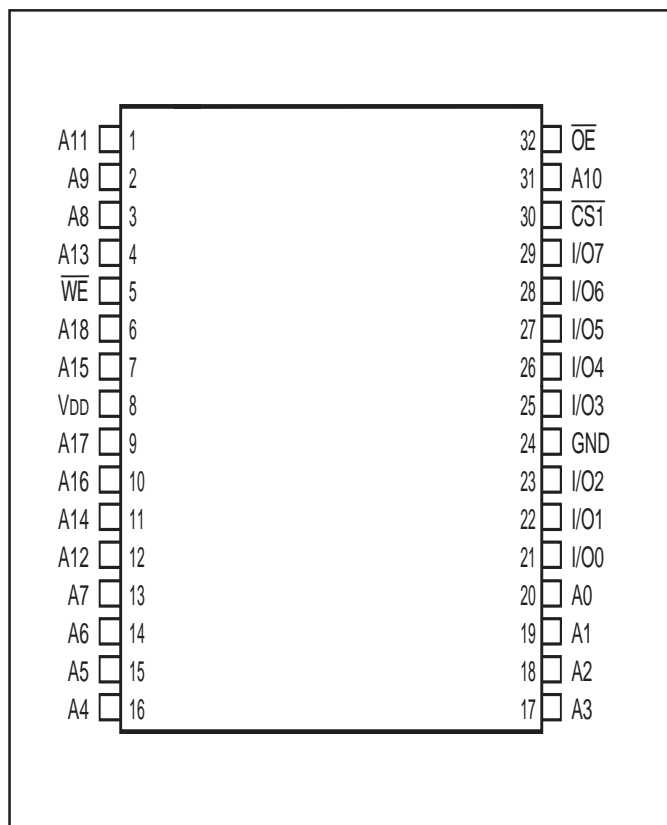 A11 1 32 O̅E̅
A9 2 31 A10
A8 3 30 C̅S̅1̅
A13 4 29 I/O7
W̅E̅ 5 28 I/O6
A18 6 27 I/O5
A15 7 26 I/O4
VDD 8 25 I/O3
A17 9 24 GND
A16 10 23 I/O2
A14 11 22 I/O1
A12 12 21 I/O0
A7 13 20 A0
A6 14 19 A1
A5 15 18 A2
A4 16 17 A3